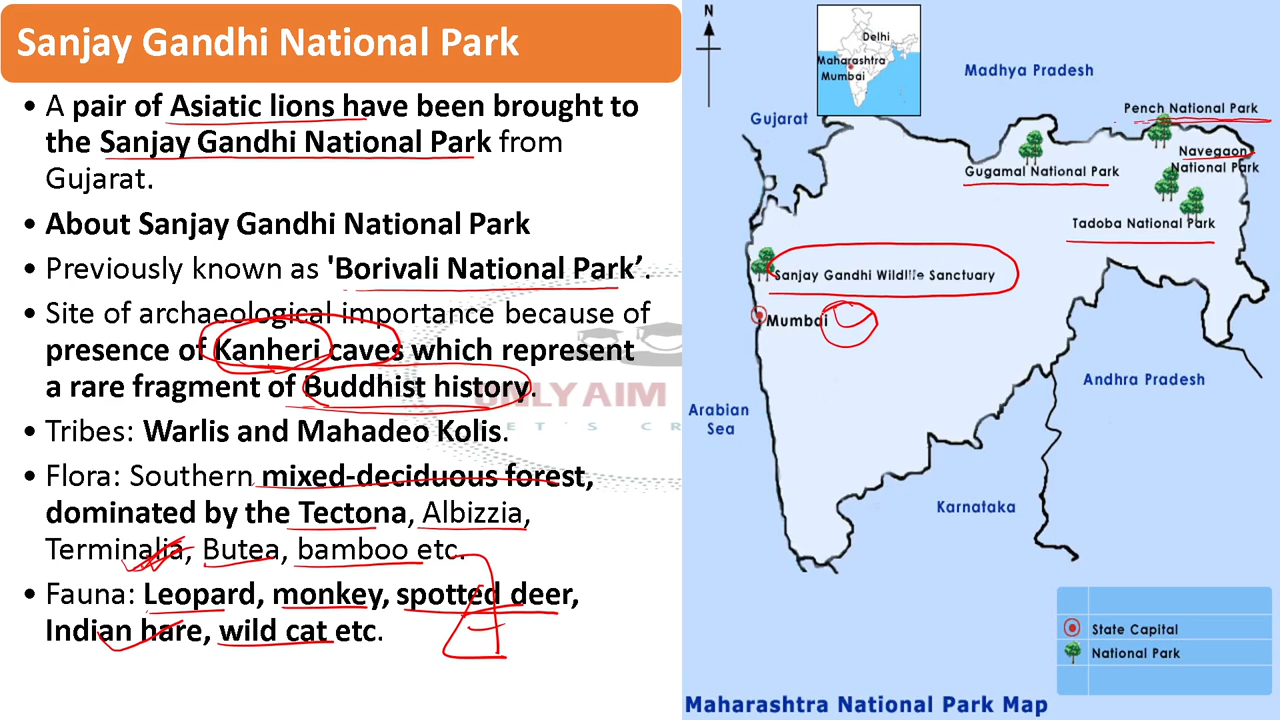 Sanjay Gandhi National Park
• A pair of Asiatic lions have been brought to
the Sanjay Gandhi National Park from
Gujarat.
• About Sanjay Gandhi National Park
• Previously known as 'Borivali National Park’.
• Site of archaeological importance because of
presence of Kanheri caves which represent
a rare fragment of Buddhist history.
• Tribes: Warlis and Mahadeo Kolis.
• Flora: Southern mixed-deciduous forest,
dominated by the Tectona, Albizzia,
Terminalia, Butea, bamboo etc.
• Fauna: Leopard, monkey, spotted deer,
Indian hare, wild cat etc.
ONLY AIM
LET'S CR
N
Delhi
Maharashtra
Mumbai
Madhya Pradesh
Gujarat
Pench National Park
Navegaon
National Park
Gugamal National Park
Tadoba National Park
Sanjay Gandhi Wildlife Sanctuary
Mumbai
Andhra Pradesh
Arabian
Sea
Karnataka
State Capital
National Park
Maharashtra National Park Map